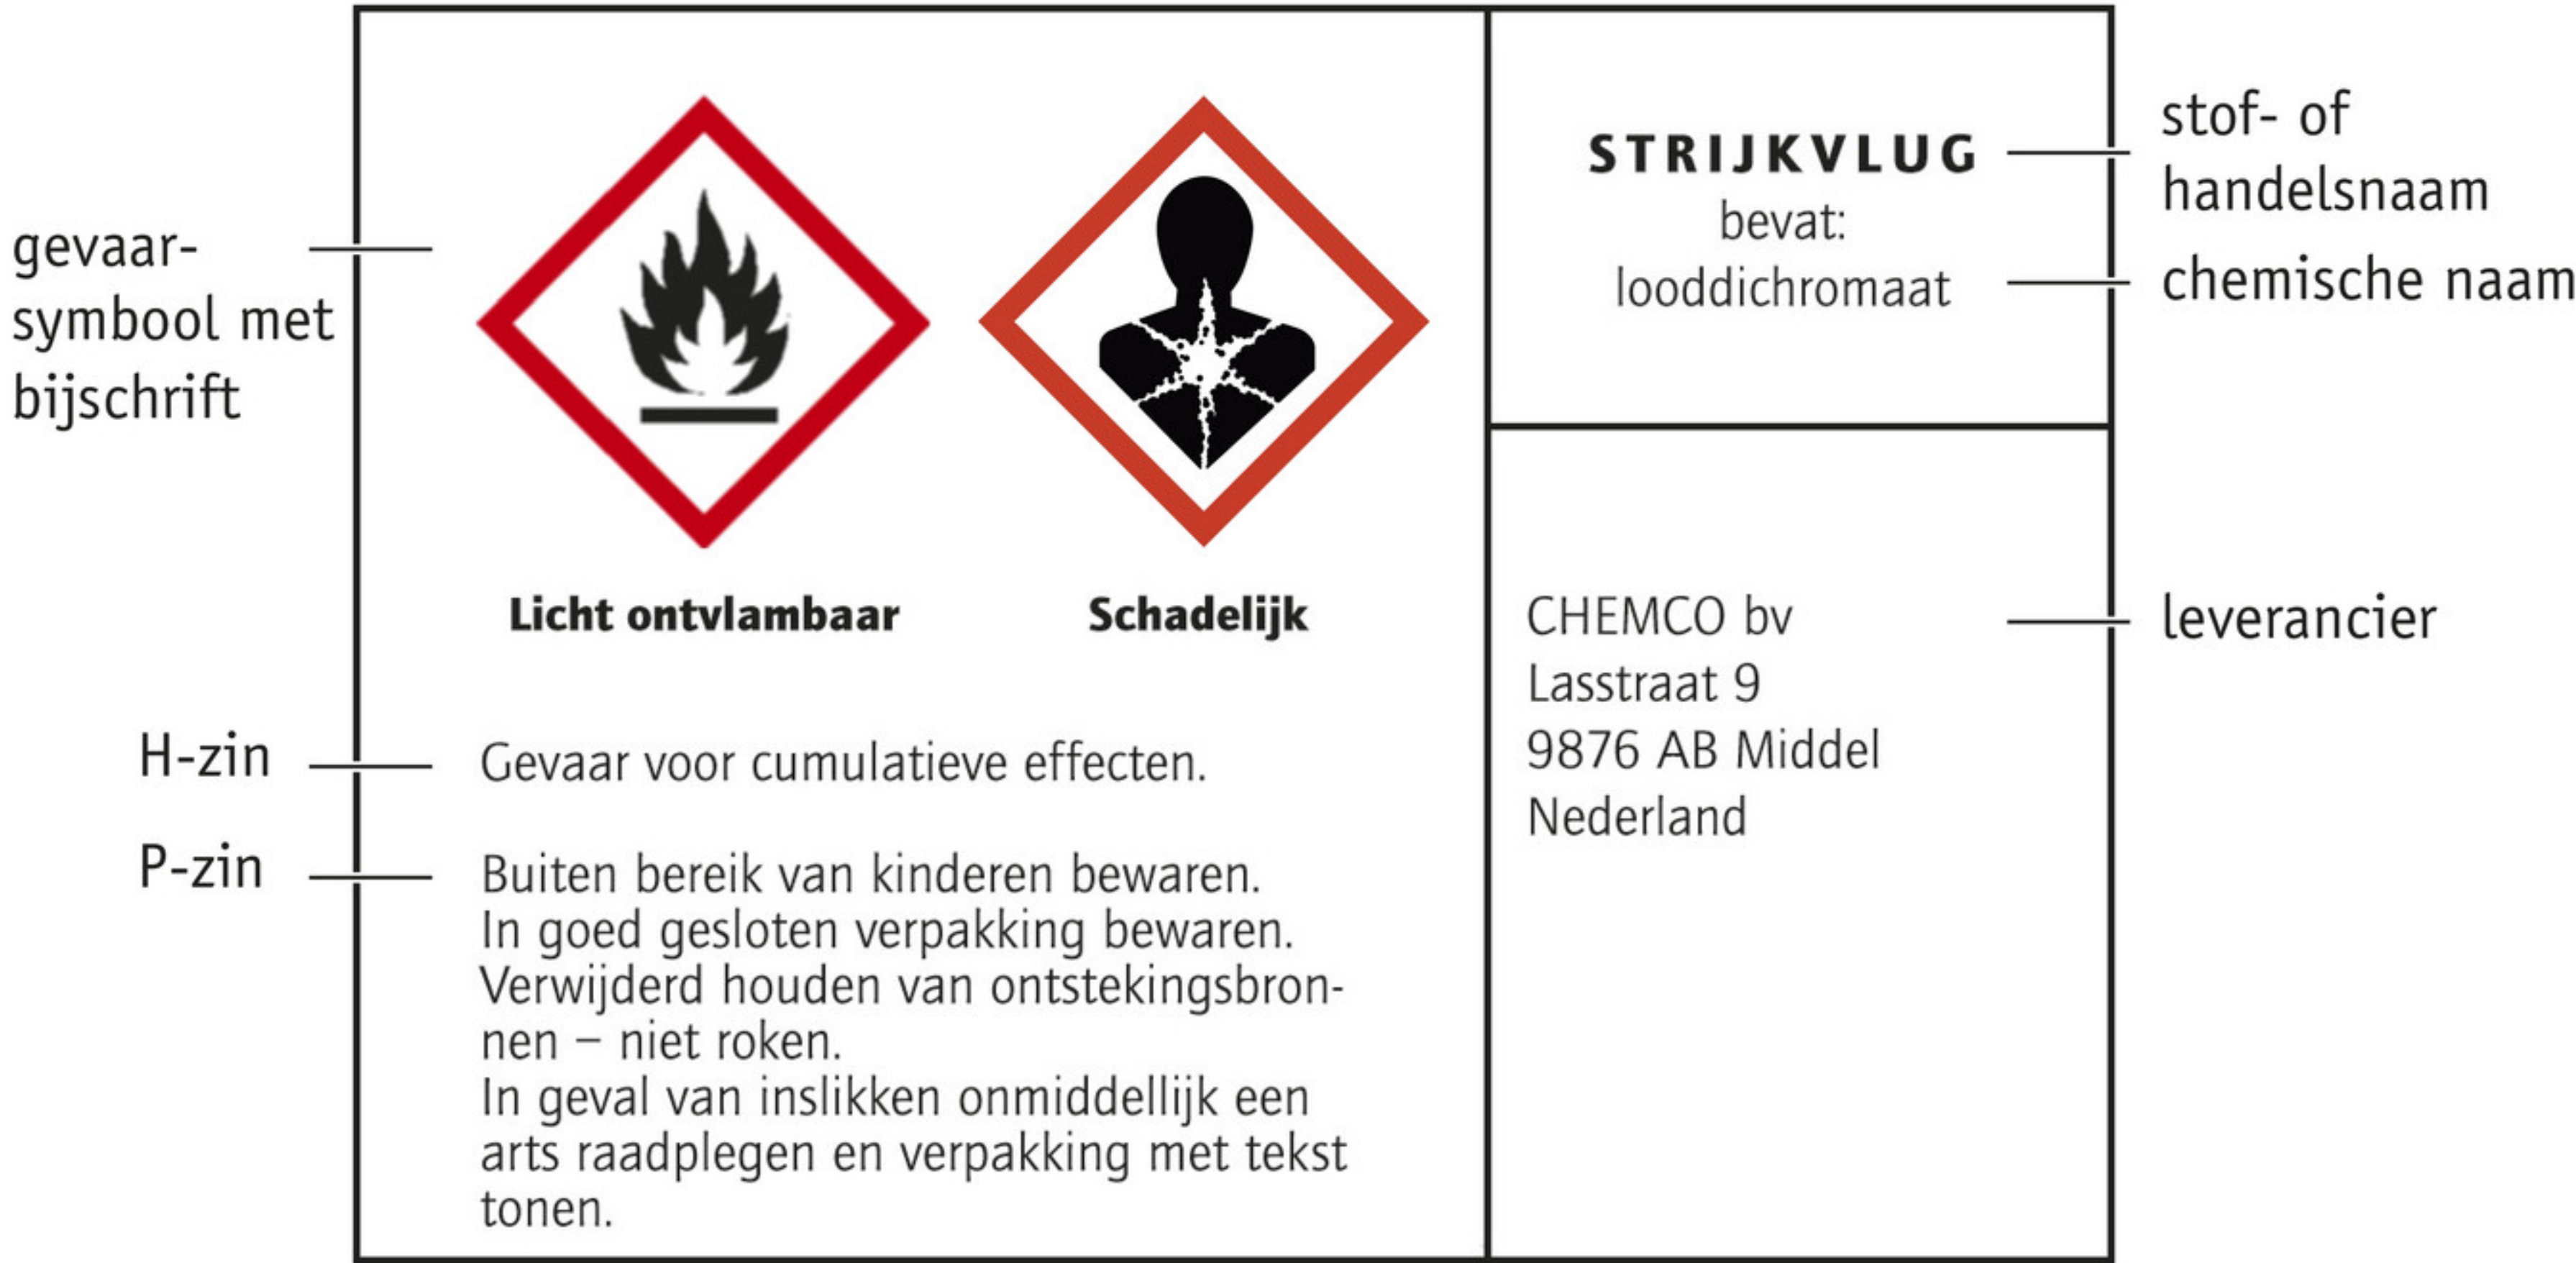 gevaar-
symbool met
bijschrift
Licht ontvlambaar
Schadelijk
H-zin
Gevaar voor cumulatieve effecten.
P-zin
Buiten bereik van kinderen bewaren.
In goed gesloten verpakking bewaren.
Verwijderd houden van ontstekingsbron-
nen – niet roken.
In geval van inslikken onmiddellijk een
arts raadplegen en verpakking met tekst
tonen.
STRIJKVLUG
bevat:
looddichromaat
stof- of
handelsnaam
chemische naam
CHEMCO bv
Lasstraat 9
9876 AB Middel
Nederland
leverancier